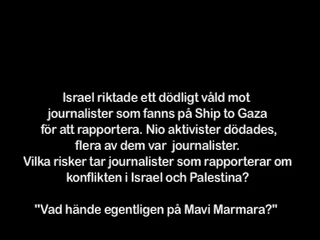 Israel riktade ett dödligt våld mot
journalister som fanns på Ship to Gaza
för att rapportera. Nio aktivister dödades,
flera av dem var journalister.
Vilka risker tar journalister som rapporterar om
konflikten i Israel och Palestina?
"Vad hände egentligen på Mavi Marmara?"